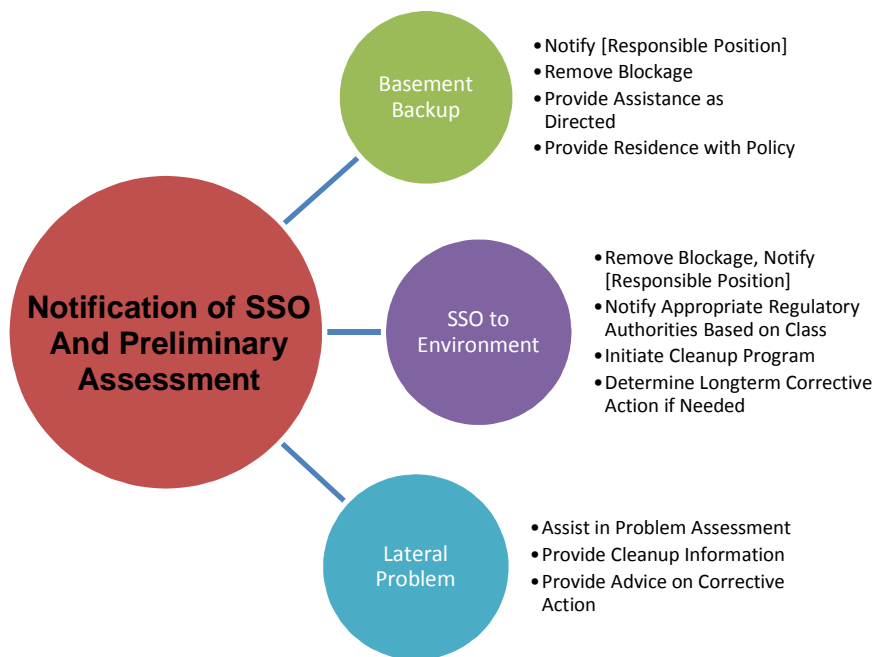 Notification of SSO
And Preliminary
Assessment
Basement
Backup
•Notify [Responsible Position]
•Remove Blockage
•Provide Assistance as
Directed
•Provide Residence with Policy
SSO to
Environment
•Remove Blockage, Notify
[Responsible Position]
•Notify Appropriate Regulatory
Authorities Based on Class
•Initiate Cleanup Program
•Determine Longterm Corrective
Action if Needed
Lateral
Problem
•Assist in Problem Assessment
•Provide Cleanup Information
•Provide Advice on Corrective
Action